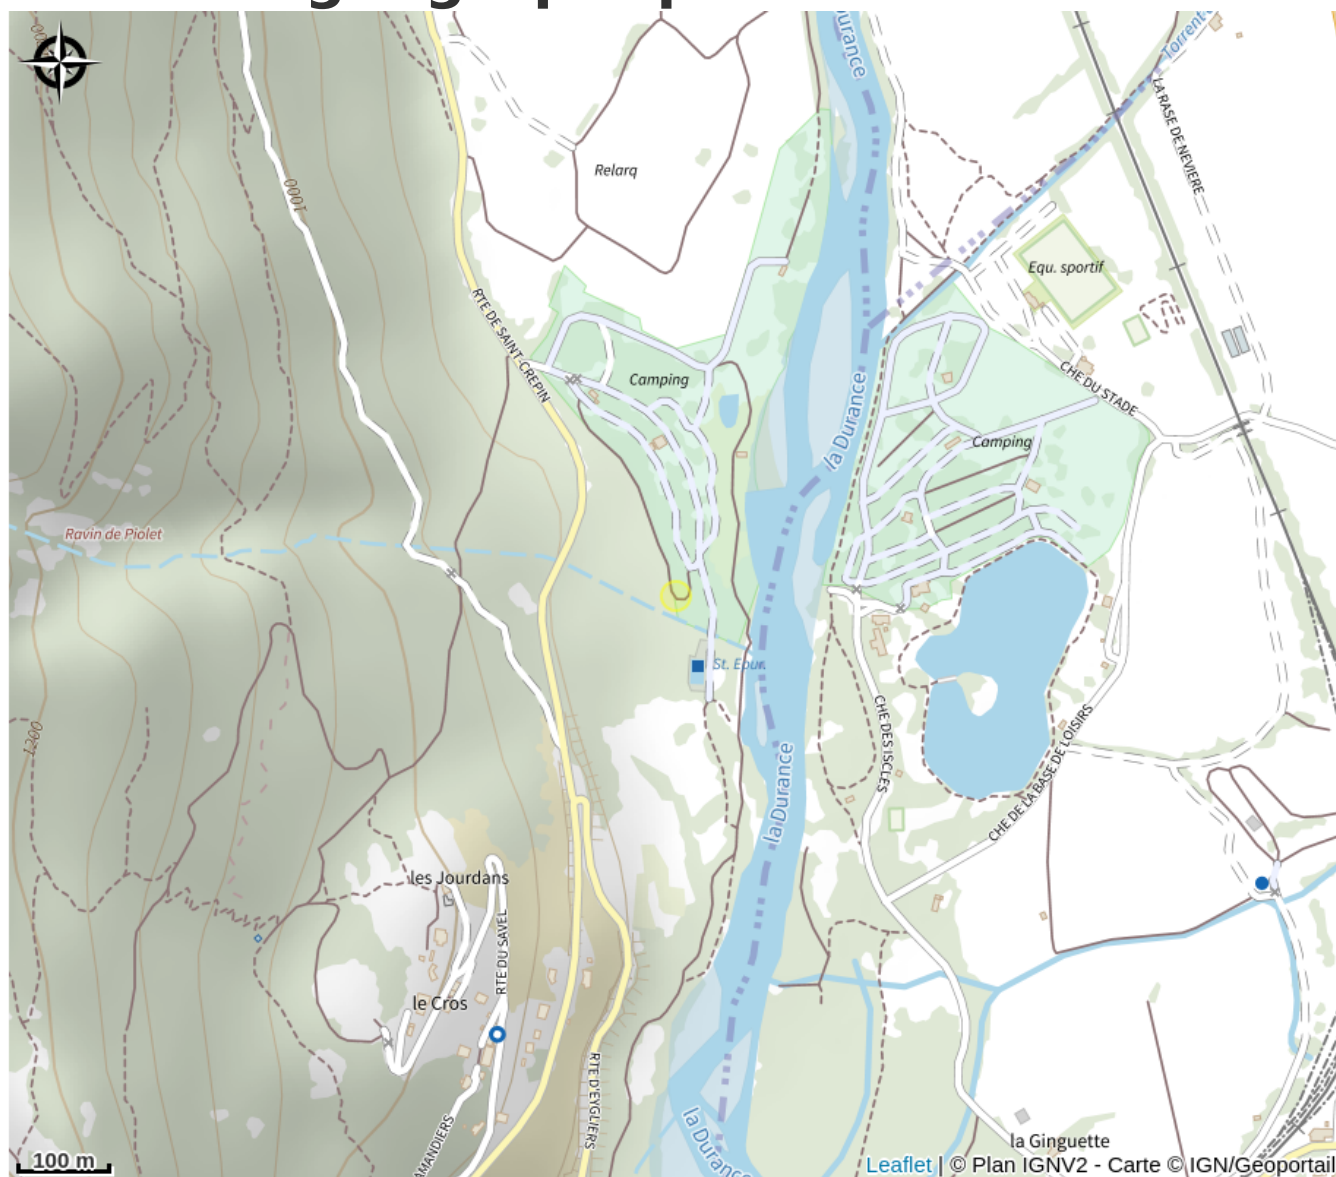 la Durance
Torrent
LA RASE DE NEVIERE
1000
Relarq
Equ. sportif
RTE DE SAINT-CREPIN
Camping
CHE DU STADE
la Durance
Camping
Ravin de Piolet
St. Epur.
1200
CHE DES ISCLES
CHE DE LA BASE DE LOISIRS
la Durance
les Jourdans
RTE DU SAVEL
le Cros
RTE D'EYGLIERS
AMANDIERS
la Durance
la Ginguette
100 m
Leaflet | © Plan IGNV2 - Carte © IGN/Geoportail